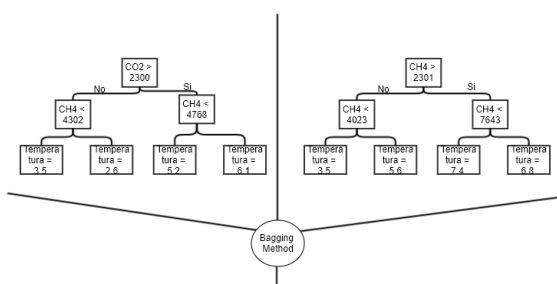 CO2 >
2300
No
Si
CH4 <
4302
CH4 <
4768
Tempera
tura =
3.5
Tempera
tura =
2.6
Tempera
tura =
5.2
Tempera
tura =
6.1
CH4 >
2301
No
Si
CH4 <
4023
CH4 <
7643
Tempera
tura =
3.5
Tempera
tura =
5.6
Tempera
tura =
7.4
Tempera
tura =
6.8
Bagging
Method